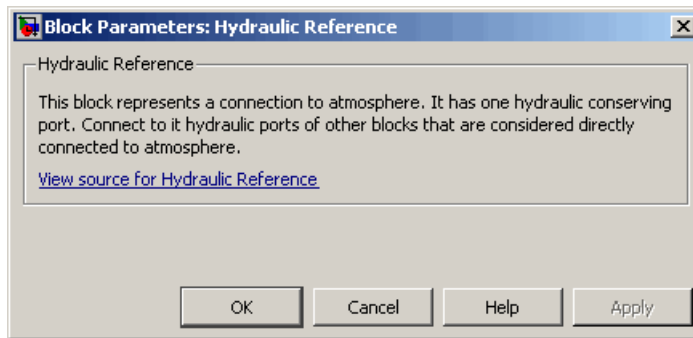 Block Parameters: Hydraulic Reference
Hydraulic Reference
This block represents a connection to atmosphere. It has one hydraulic conserving
port. Connect to it hydraulic ports of other blocks that are considered directly
connected to atmosphere.
View source for Hydraulic Reference
OK Cancel Help Apply